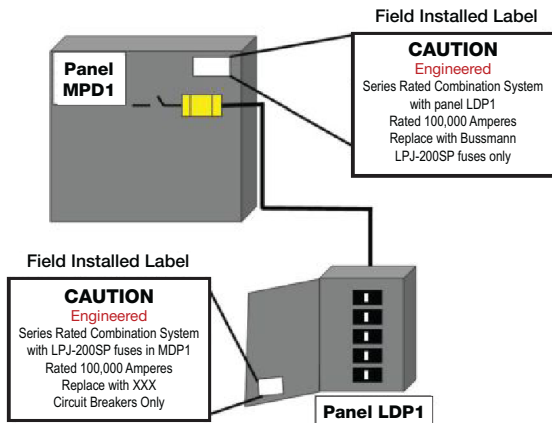 Field Installed Label
Panel
MPD1
CAUTION
Engineered
Series Rated Combination System
with panel LDP1
Rated 100,000 Amperes
Replace with Bussmann
LPJ-200SP fuses only
Field Installed Label
CAUTION
Engineered
Series Rated Combination System
with LPJ-200SP fuses in MDP1
Rated 100,000 Amperes
Replace with XXX
Circuit Breakers Only
Panel LDP1